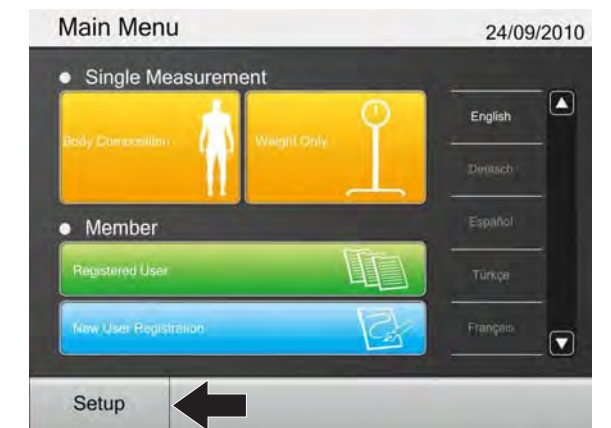 Main Menu
24/09/2010
Single Measurement
Body Composition
Weight Only
Member
Registered User
New User Registration
English
Deutsch
Español
Türkçe
Français
Setup